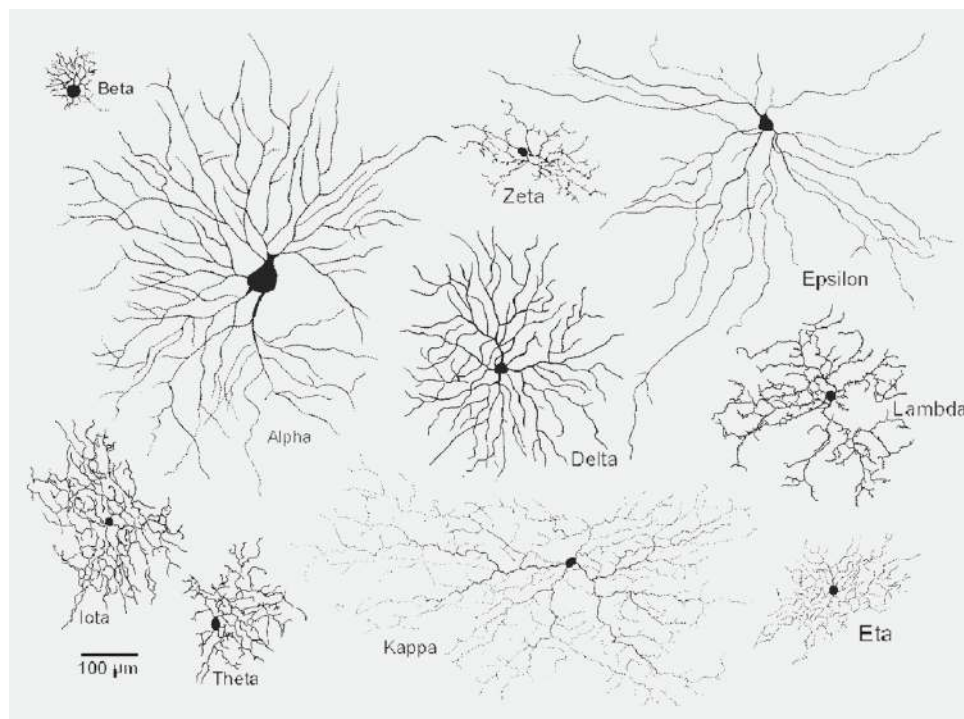 Beta
Zeta
Epsilon
Alpha
Delta
Lambda
Iota
Theta
Kappa
Eta
100 µm